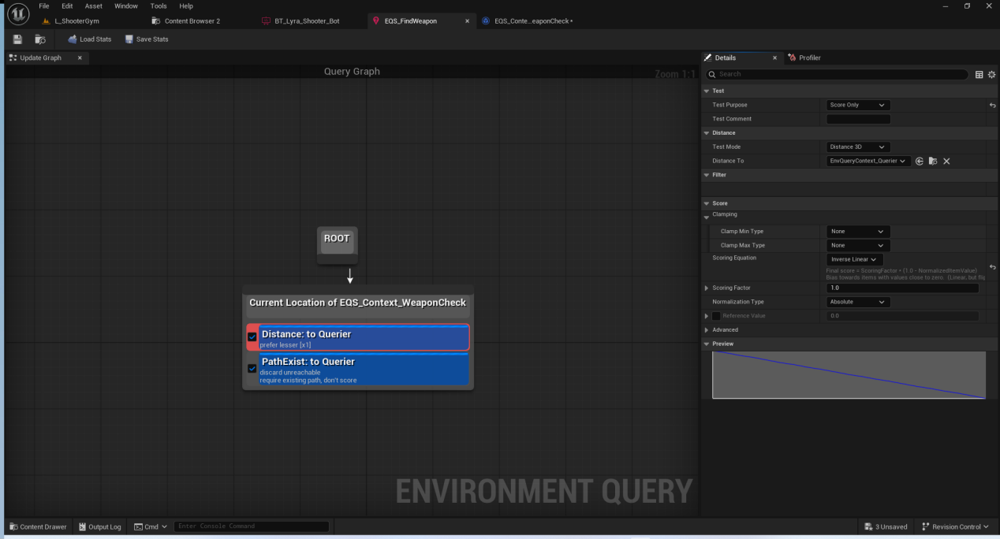 File Edit Asset Window Tools Help
L_ShooterGym Content Browser 2 BT_Lyra_Shooter_Bot EQS_FindWeapon EQS_Conte...eaponCheck•
Load Stats Save Stats
Update Graph
Query Graph
Zoom 1:1
ROOT
Current Location of EQS_Context_WeaponCheck
Distance: to Querier
prefer lesser [x1]
PathExist: to Querier
discard unreachable
require existing path, don't score
ENVIRONMENT QUERY
Details Profiler
Search
Test
Test Purpose Score Only
Test Comment
Distance
Test Mode Distance 3D
Distance To EnvQueryContext_Querier
Filter
Score
Clamping
Clamp Min Type None
Clamp Max Type None
Scoring Equation Inverse Linear
Final score = ScoringFactor * (1.0 - NormalizedItemValue)
Bias towards items with values close to zero. (Linear, but flip
Scoring Factor 1.0
Normalization Type Absolute
Reference Value 0.0
Advanced
Preview
Content Drawer Output Log Cmd Enter Console Command 3 Unsaved Revision Control